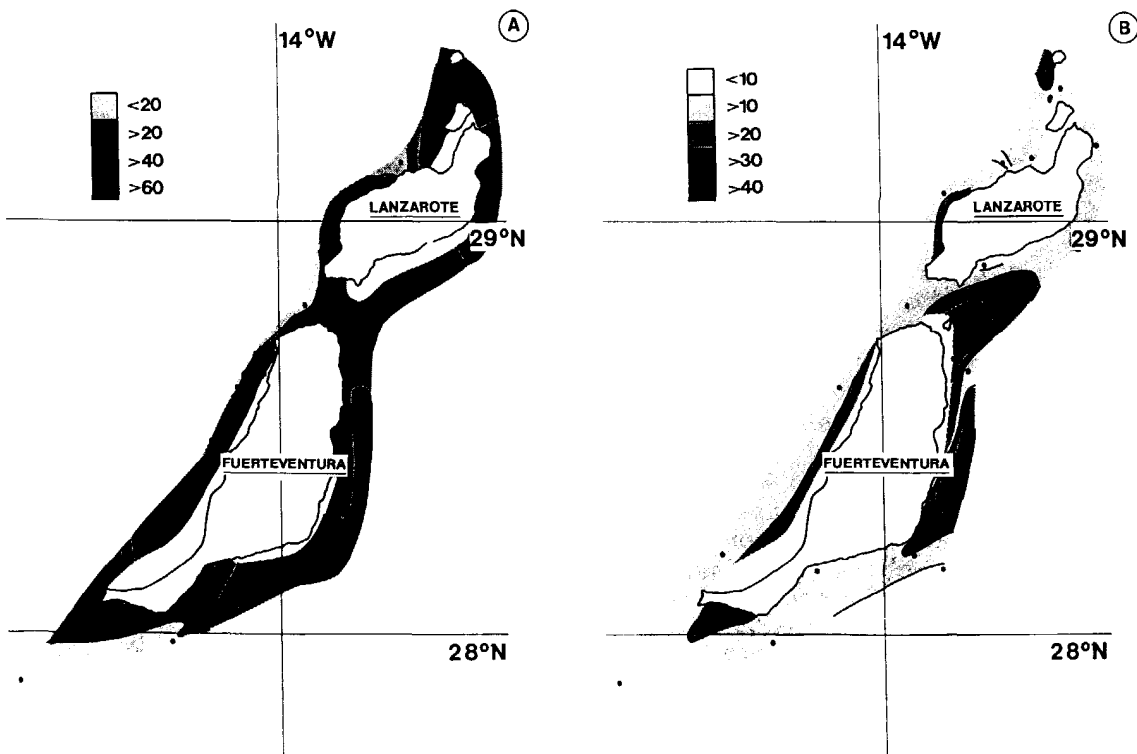 A
14°W
<20
>20
>40
>60
LANZAROTE
29°N
FUERTEVENTURA
28°N
B
14°W
<10
>10
>20
>30
>40
LANZAROTE
29°N
FUERTEVENTURA
28°N